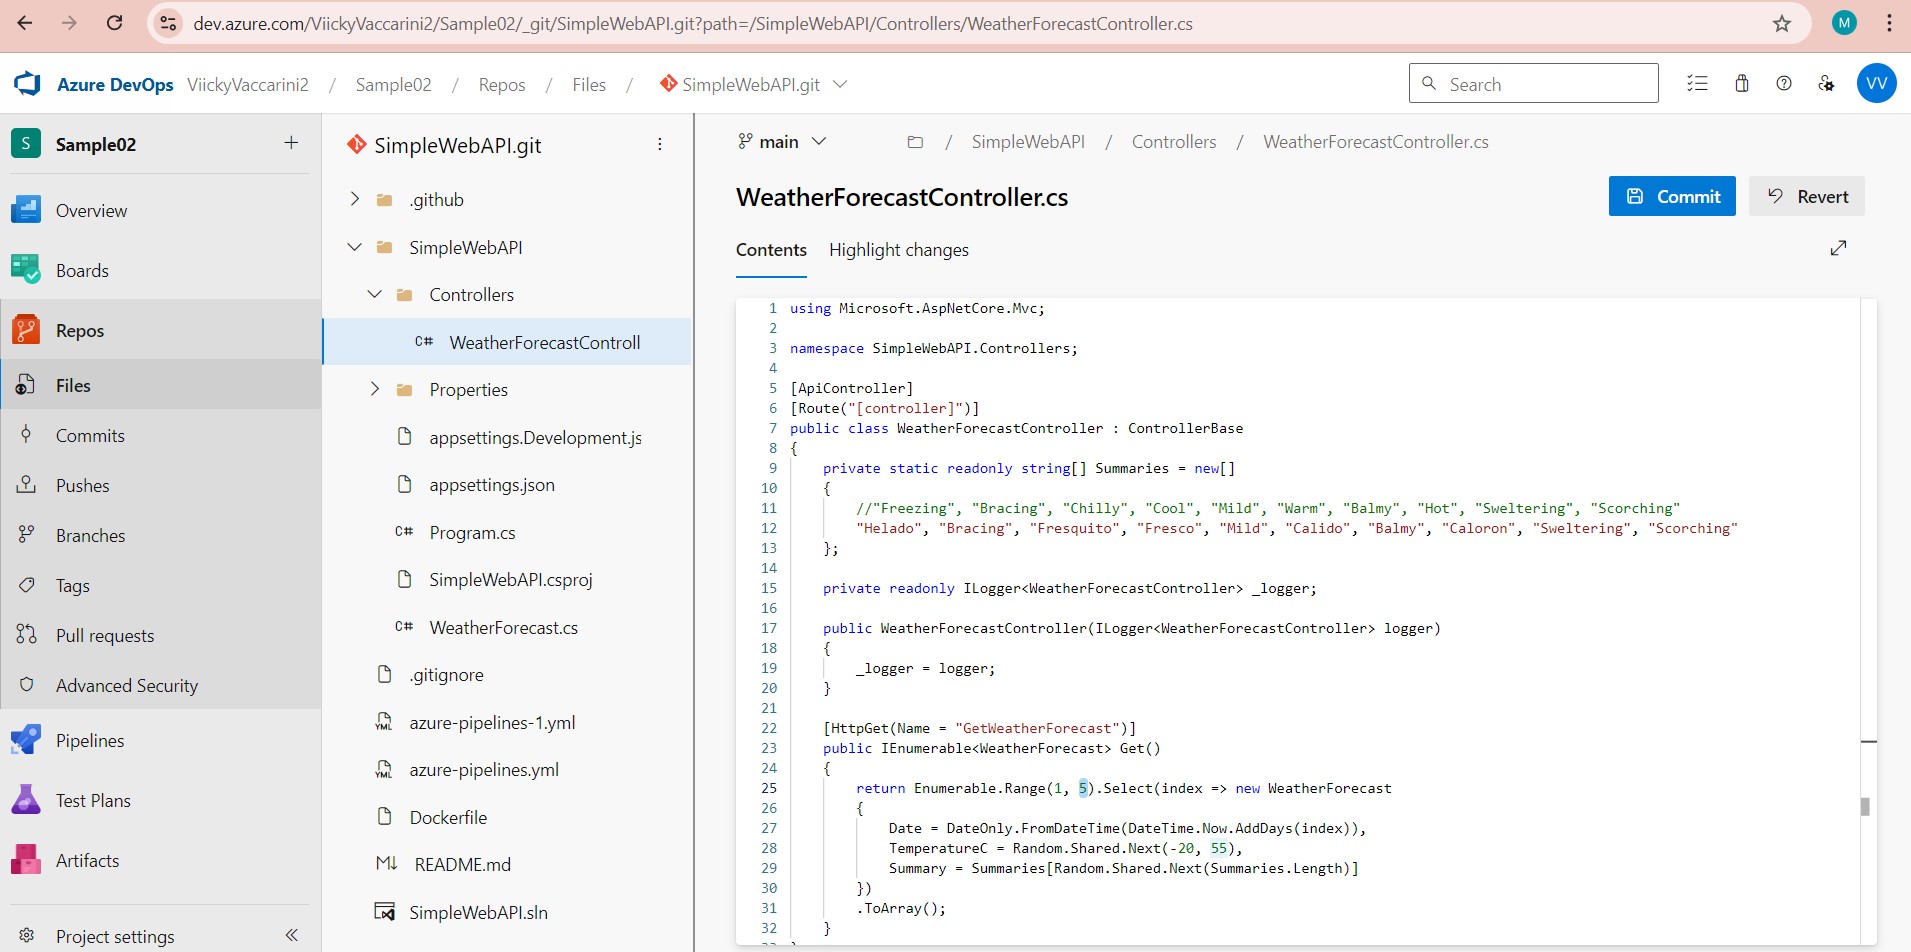 dev.azure.com/ViickyVaccarini2/Sample02/_git/SimpleWebAPI.git?path=/SimpleWebAPI/Controllers/WeatherForecastController.cs
M
Azure DevOps ViickyVaccarini2 / Sample02 / Repos / Files / SimpleWebAPI.git
Search
VV
S Sample02 +
Overview
Boards
Repos
Files
Commits
Pushes
Branches
Tags
Pull requests
Advanced Security
Pipelines
Test Plans
Artifacts
Project settings
SimpleWebAPI.git
.github
SimpleWebAPI
Controllers
C# WeatherForecastControll
Properties
appsettings.Development.js
appsettings.json
C# Program.cs
SimpleWebAPI.csproj
C# WeatherForecast.cs
.gitignore
YML azure-pipelines-1.yml
YML azure-pipelines.yml
Dockerfile
M↓ README.md
SimpleWebAPI.sln
main / SimpleWebAPI / Controllers / WeatherForecastController.cs
WeatherForecastController.cs
Commit Revert
Contents Highlight changes
1 using Microsoft.AspNetCore.Mvc;
2
3 namespace SimpleWebAPI.Controllers;
4
5 [ApiController]
6 [Route("[controller]")]
7 public class WeatherForecastController : ControllerBase
8 {
9 private static readonly string[] Summaries = new[]
10 {
11 //"Freezing", "Bracing", "Chilly", "Cool", "Mild", "Warm", "Balmy", "Hot", "Sweltering", "Scorching"
12 "Helado", "Bracing", "Fresquito", "Fresco", "Mild", "Calido", "Balmy", "Caloron", "Sweltering", "Scorching"
13 };
14
15 private readonly ILogger<WeatherForecastController> _logger;
16
17 public WeatherForecastController(ILogger<WeatherForecastController> logger)
18 {
19 _logger = logger;
20 }
21
22 [HttpGet(Name = "GetWeatherForecast")]
23 public IEnumerable<WeatherForecast> Get()
24 {
25 return Enumerable.Range(1, 5).Select(index => new WeatherForecast
26 {
27 Date = DateOnly.FromDateTime(DateTime.Now.AddDays(index)),
28 TemperatureC = Random.Shared.Next(-20, 55),
29 Summary = Summaries[Random.Shared.Next(Summaries.Length)]
30 })
31 .ToArray();
32 }